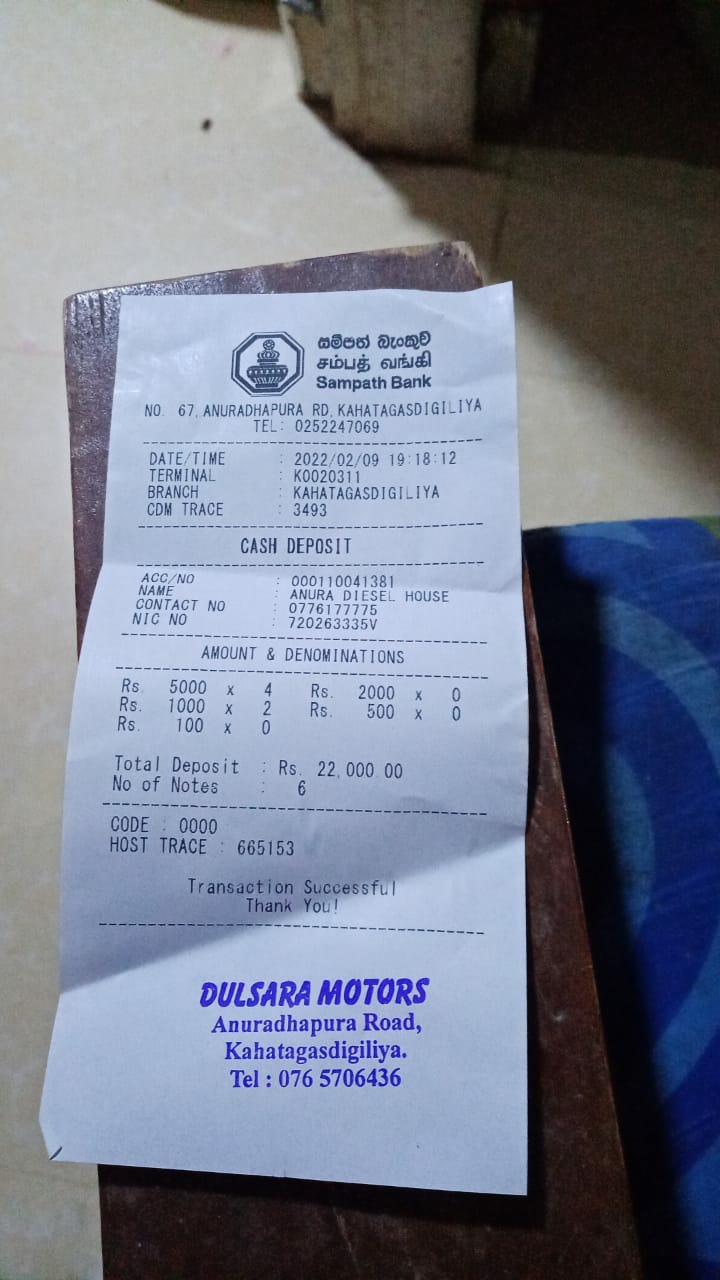 සම්පත් බැංකුව
சம்பத் வங்கி
Sampath Bank
NO. 67, ANURADHAPURA RD, KAHATAGASDIGILIYA
TEL: 0252247069
DATE/TIME : 2022/02/09 19:18:12
TERMINAL : K0020311
BRANCH : KAHATAGASDIGILIYA
CDM TRACE : 3493
CASH DEPOSIT
ACC/NO : 000110041381
NAME : ANURA DIESEL HOUSE
CONTACT NO : 0776177775
NIC NO : 720263335V
AMOUNT & DENOMINATIONS
Rs. 5000 x 4 Rs. 2000 x 0
Rs. 1000 x 2 Rs. 500 x 0
Rs. 100 x 0
Total Deposit : Rs. 22,000.00
No of Notes : 6
CODE : 0000
HOST TRACE : 665153
Transaction Successful
Thank You!
DULSARA MOTORS
Anuradhapura Road,
Kahatagasdigiliya.
Tel : 076 5706436